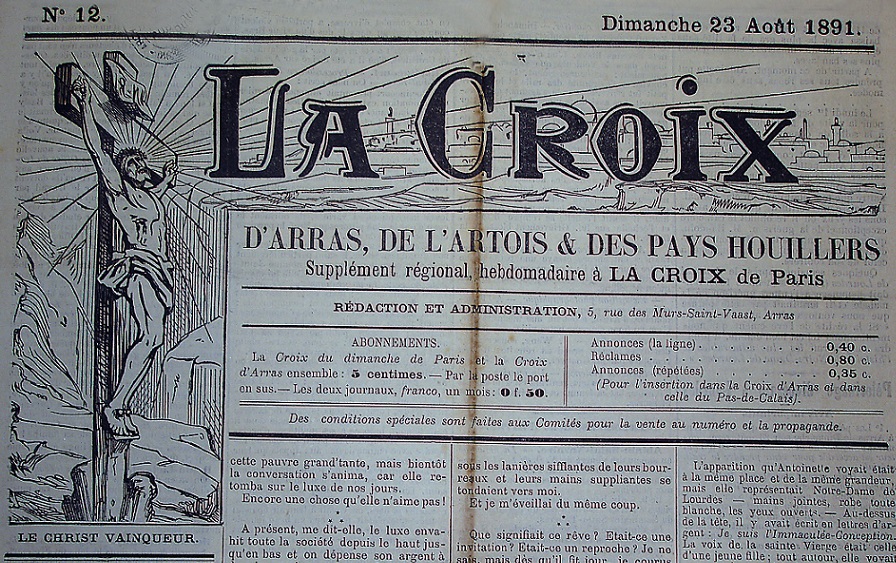 N° 12.
Dimanche 23 Août 1891.
LA CROIX
D'ARRAS, DE L'ARTOIS & DES PAYS HOUILLERS
Supplément régional hebdomadaire à LA CROIX de Paris
RÉDACTION ET ADMINISTRATION, 5, rue des Murs-Saint-Vaast, Arras
ABONNEMENTS.
La Croix du dimanche de Paris et la Croix
d'Arras ensemble : 5 centimes. — Par la poste le port
en sus. — Les deux journaux, franco, un mois : 0 f. 50.
Annonces (la ligne) . . . . . . . . . . 0,40 c.
Réclames . . . . . . . . . . 0,80 c.
Annonces (répétées) . . . . . . . . . . 0,35 c.
(Pour l'insertion dans la Croix d'Arras et dans
celle du Pas-de-Calais).
Des conditions spéciales sont faites aux Comités pour la vente au numéro et la propagande.
LE CHRIST VAINQUEUR.
cette pauvre grand'tante, mais bientôt
la conversation s'anima, car elle re-
tomba sur le luxe de nos jours.
Encore une chose qu'elle n'aime pas !
A présent, me dit-elle, le luxe enva-
hit toute la société depuis le haut jus-
qu'en bas et on dépense son argent à
sous les lanières sifflantes de leurs bour-
reaux et leurs mains suppliantes se
tendaient vers moi.
Et je m'éveillai du même coup.
Que signifiait ce rêve ? Etait-ce une
invitation ? Etait-ce un reproche ? Je ne
sais, mais dès qu'il fit jour, je courus
L'apparition qu'Antoinette voyait était
à la même place et de la même grandeur,
mais elle représentait Notre-Dame de
Lourdes — mains jointes, robe toute
blanche, les yeux ouverts. — Au-dessus
de la tête, il y avait écrit en lettres d'ar-
gent : Je suis l'Immaculée-Conception.
La voix de la sainte Vierge était celle
d'une jeune fille ; tout autour, elle voyait